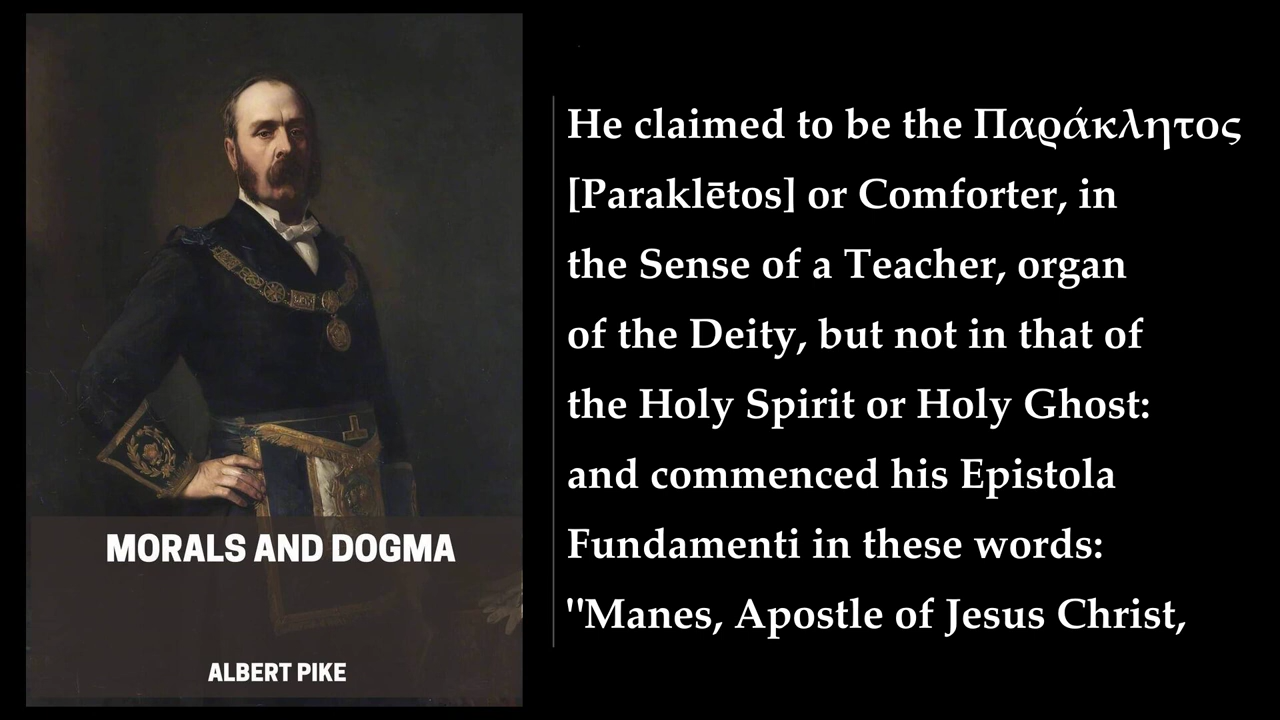 MORALS AND DOGMA
ALBERT PIKE
He claimed to be the Παράκλητος
[Paraklētos] or Comforter, in
the Sense of a Teacher, organ
of the Deity, but not in that of
the Holy Spirit or Holy Ghost:
and commenced his Epistola
Fundamenti in these words:
"Manes, Apostle of Jesus Christ,